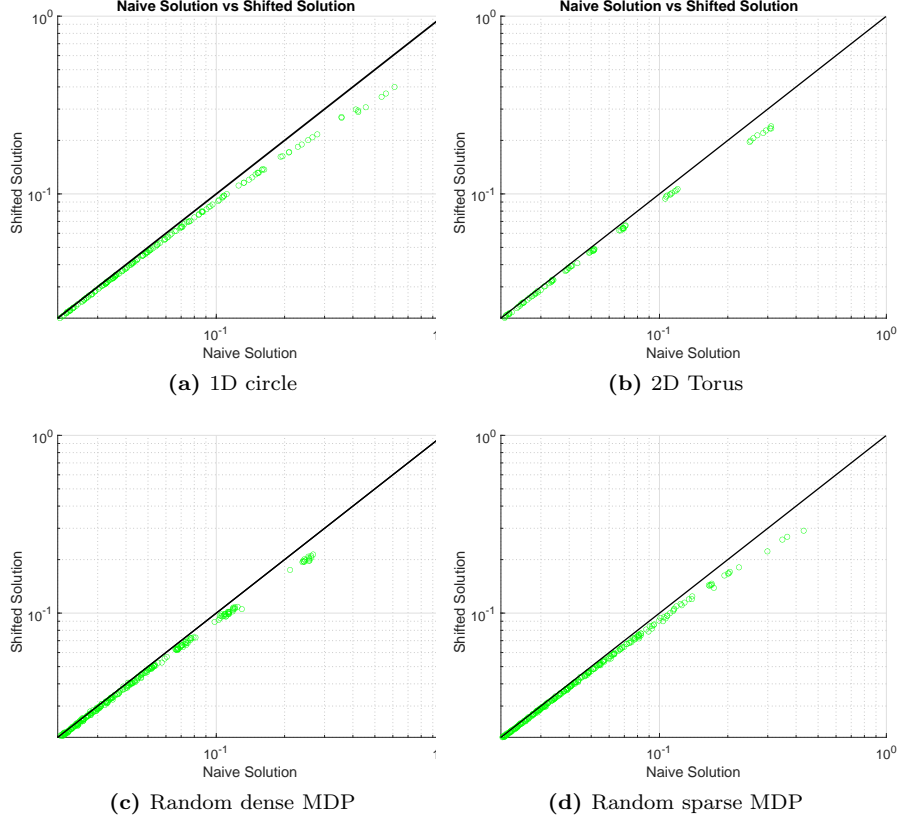 Naive Solution vs Shifted Solution
10⁰
10⁻¹
Shifted Solution
10⁻¹
1
Naive Solution
(a) 1D circle
Naive Solution vs Shifted Solution
10⁰
10⁻¹
Shifted Solution
10⁻¹
10⁰
Naive Solution
(b) 2D Torus
10⁰
10⁻¹
Shifted Solution
10⁻¹
1
Naive Solution
(c) Random dense MDP
10⁰
10⁻¹
Shifted Solution
10⁻¹
10⁰
Naive Solution
(d) Random sparse MDP